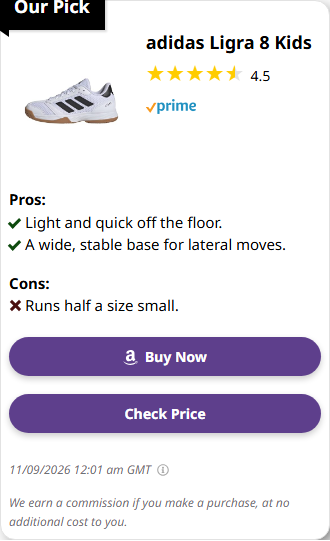 Our Pick
adidas Ligra 8 Kids
4.5
prime
Pros:
Light and quick off the floor.
A wide, stable base for lateral moves.
Cons:
Runs half a size small.
Buy Now
Check Price
11/09/2026 12:01 am GMT
We earn a commission if you make a purchase, at no
additional cost to you.